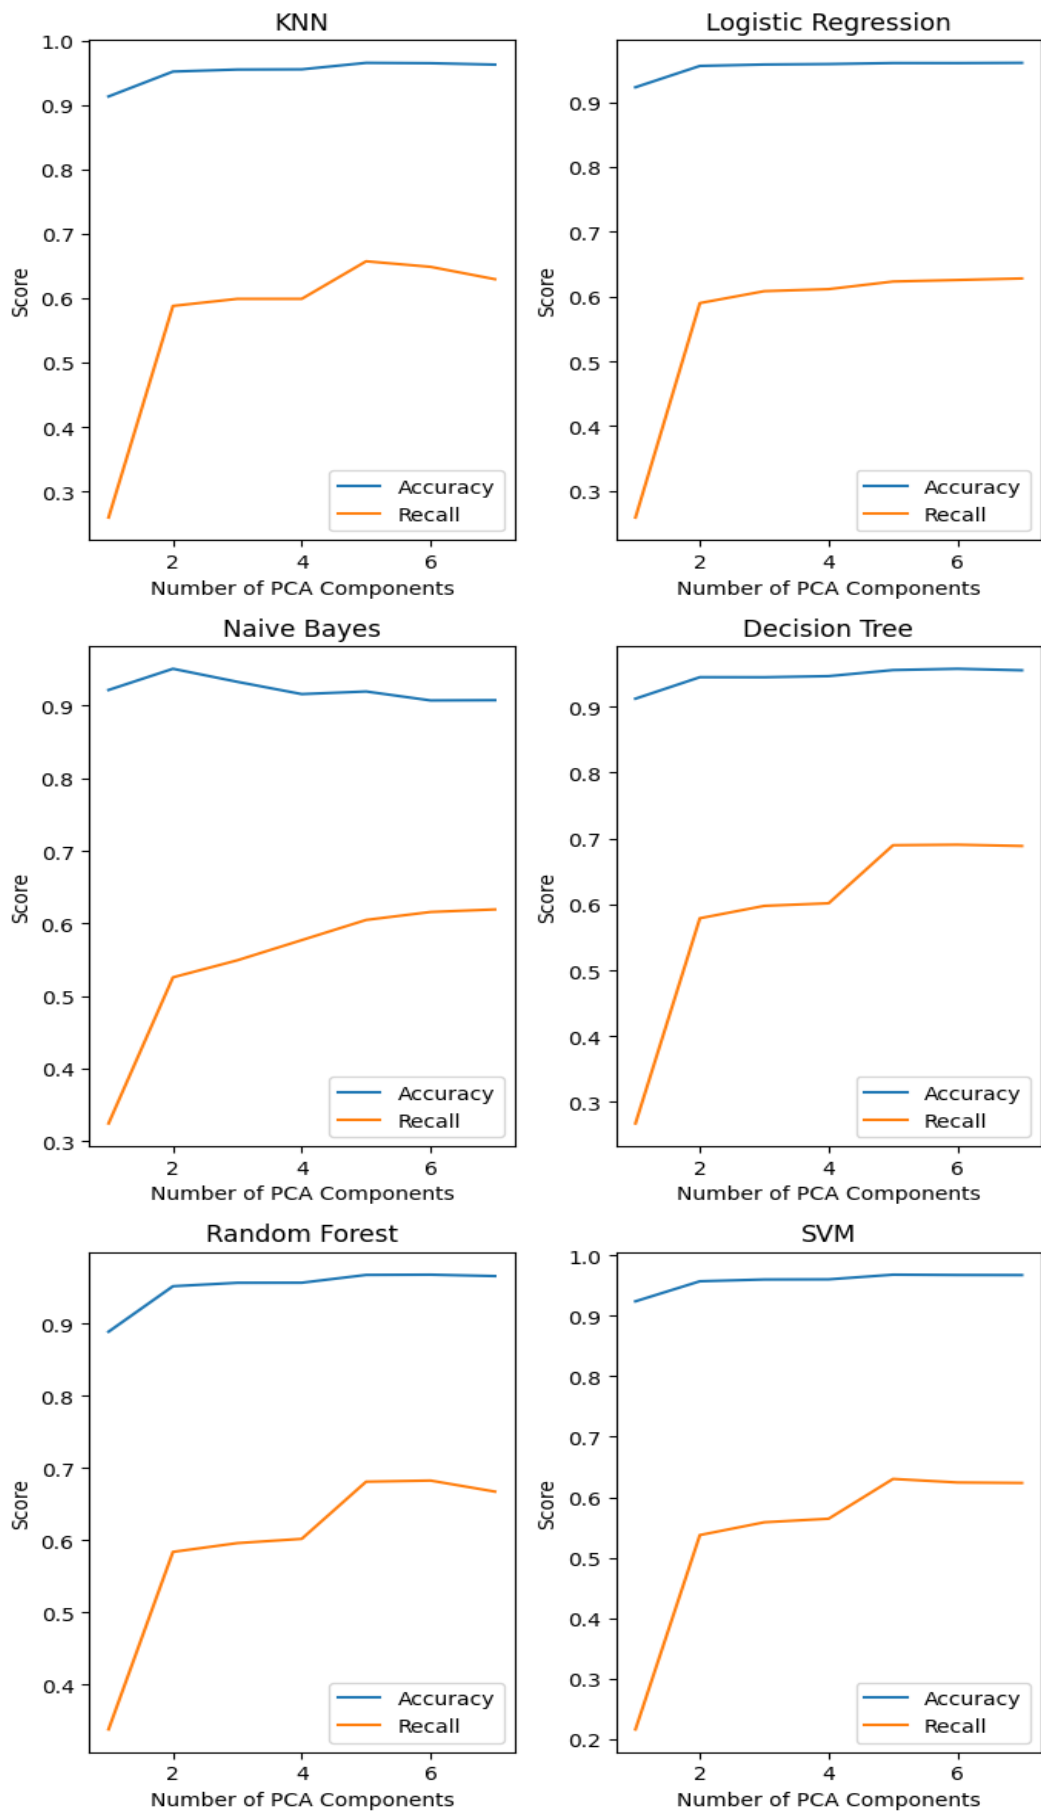 KNN
1.0
0.9
0.8
0.7
0.6
0.5
0.4
0.3
Score
Accuracy
Recall
2 4 6
Number of PCA Components
Logistic Regression
0.9
0.8
0.7
0.6
0.5
0.4
0.3
Score
Accuracy
Recall
2 4 6
Number of PCA Components
Naive Bayes
0.9
0.8
0.7
0.6
0.5
0.4
0.3
Score
Accuracy
Recall
2 4 6
Number of PCA Components
Decision Tree
0.9
0.8
0.7
0.6
0.5
0.4
0.3
Score
Accuracy
Recall
2 4 6
Number of PCA Components
Random Forest
0.9
0.8
0.7
0.6
0.5
0.4
Score
Accuracy
Recall
2 4 6
Number of PCA Components
SVM
1.0
0.9
0.8
0.7
0.6
0.5
0.4
0.3
0.2
Score
Accuracy
Recall
2 4 6
Number of PCA Components